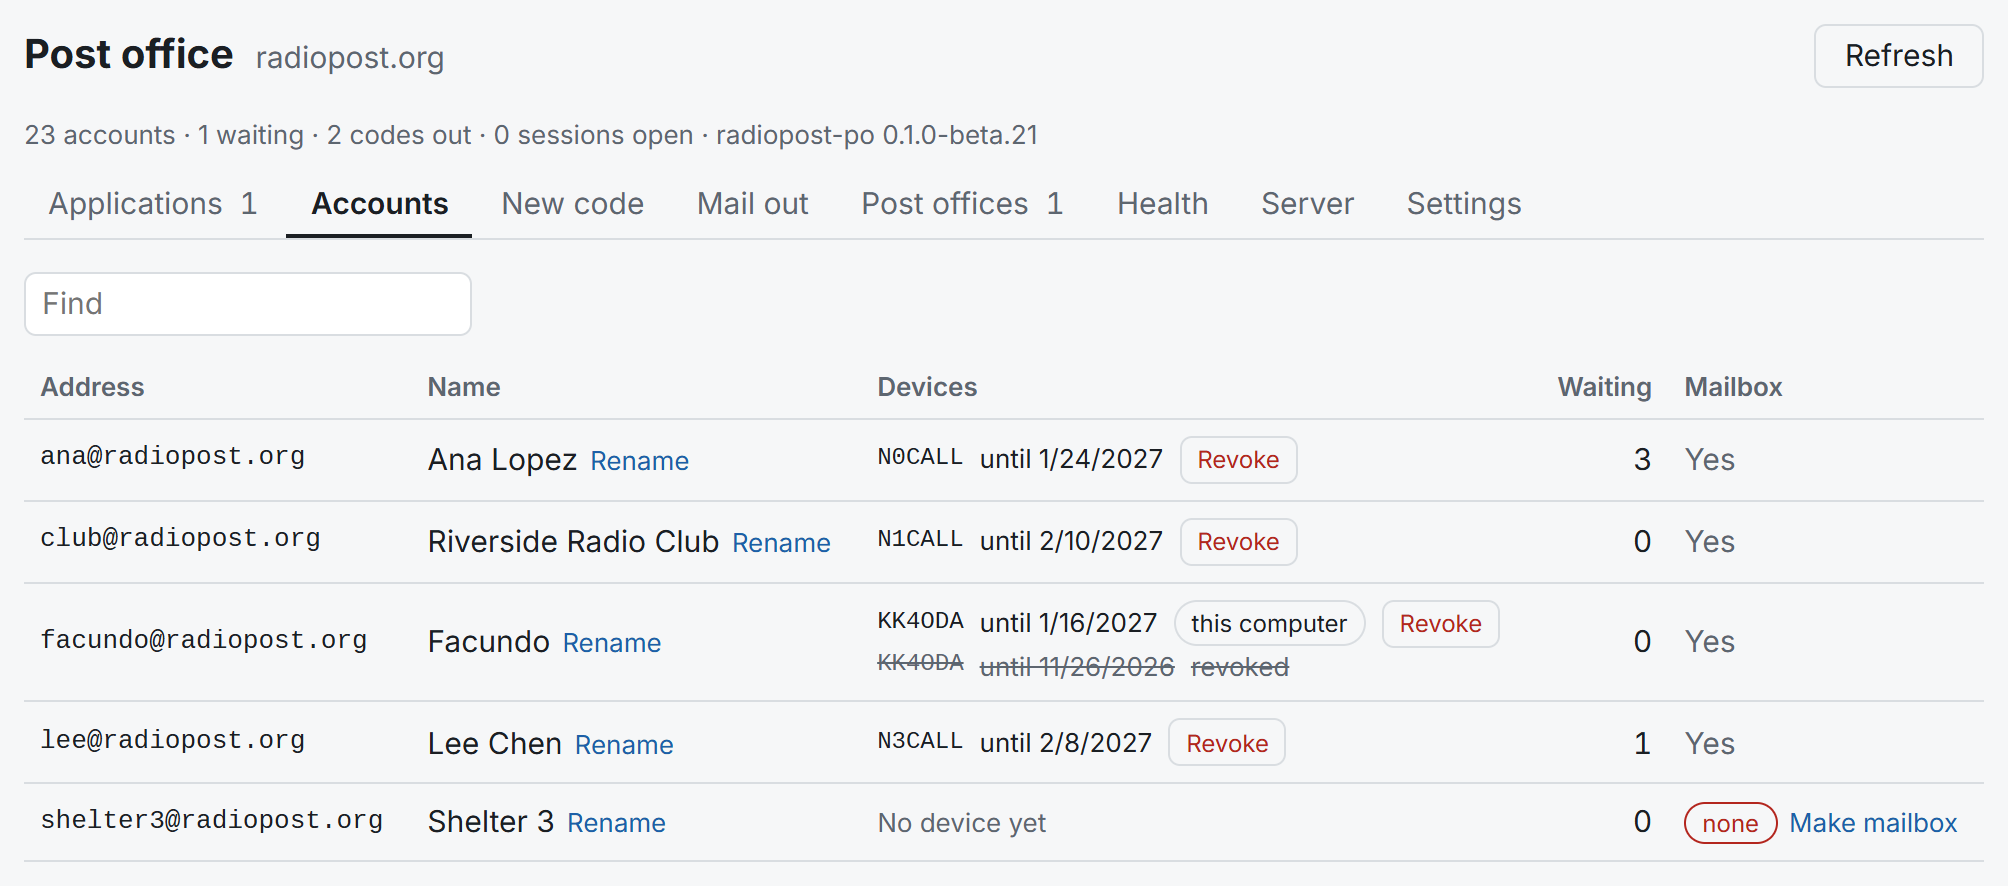 Post office radiopost.org Refresh
23 accounts · 1 waiting · 2 codes out · 0 sessions open · radiopost-po 0.1.0-beta.21
Applications 1 Accounts New code Mail out Post offices 1 Health Server Settings
Find
Address Name Devices Waiting Mailbox
ana@radiopost.org Ana Lopez Rename N0CALL until 1/24/2027 Revoke 3 Yes
club@radiopost.org Riverside Radio Club Rename N1CALL until 2/10/2027 Revoke 0 Yes
facundo@radiopost.org Facundo Rename KK4ODA until 1/16/2027 this computer Revoke 0 Yes
KK4ODA until 11/26/2026 revoked
lee@radiopost.org Lee Chen Rename N3CALL until 2/8/2027 Revoke 1 Yes
shelter3@radiopost.org Shelter 3 Rename No device yet 0 none Make mailbox